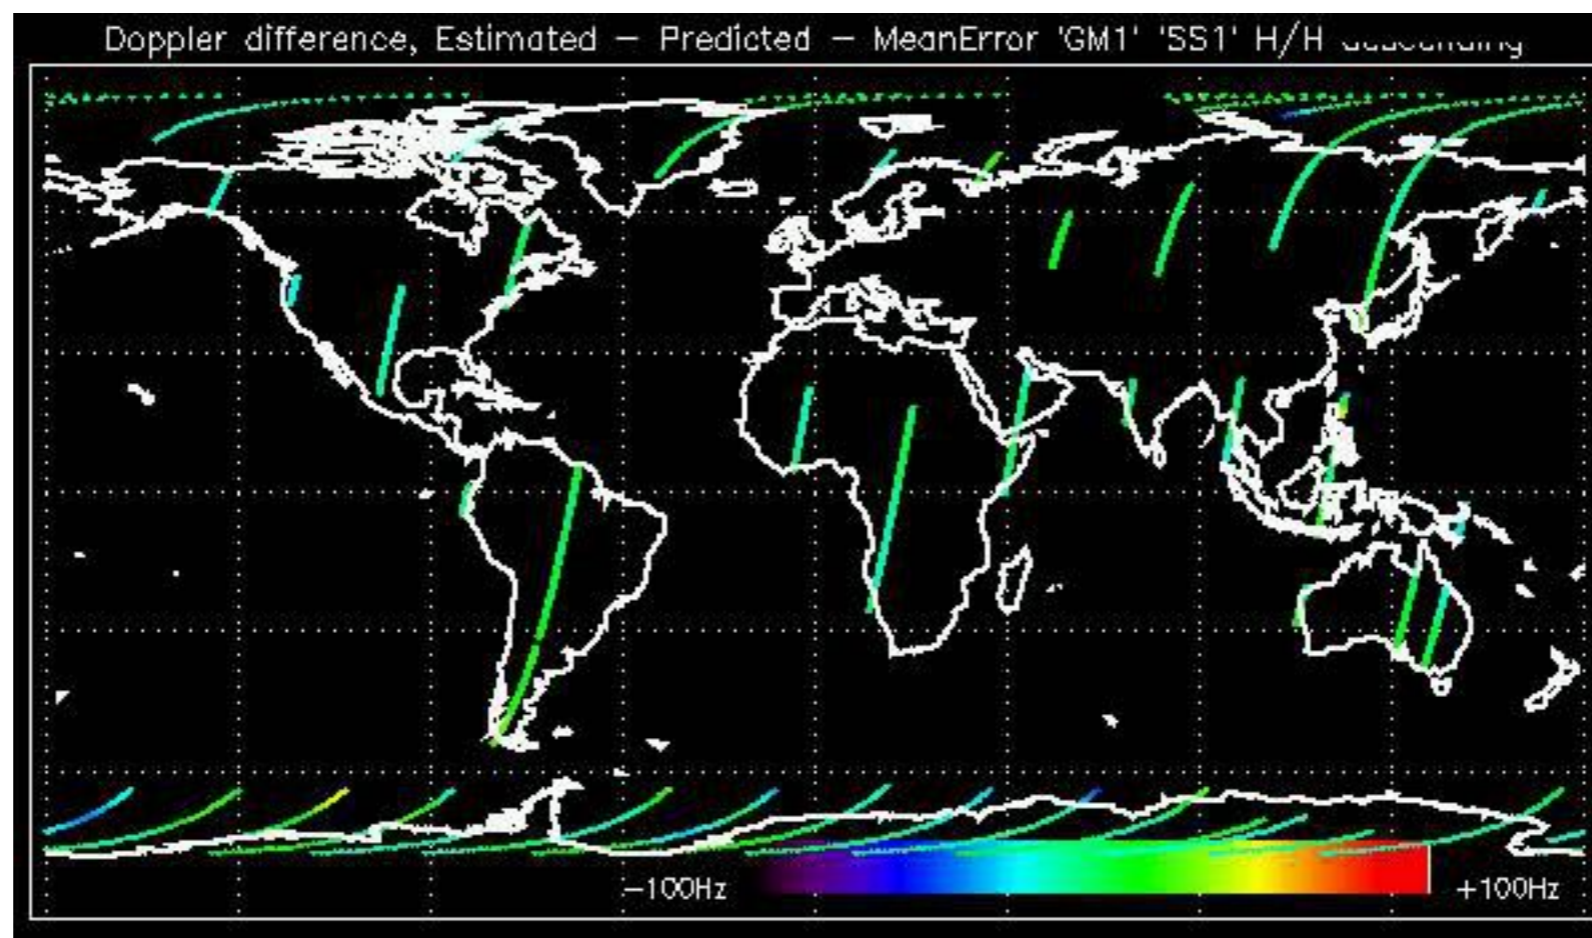 Doppler difference, Estimated – Predicted – MeanError 'GM1' 'SS1' H/H
–100Hz
+100Hz